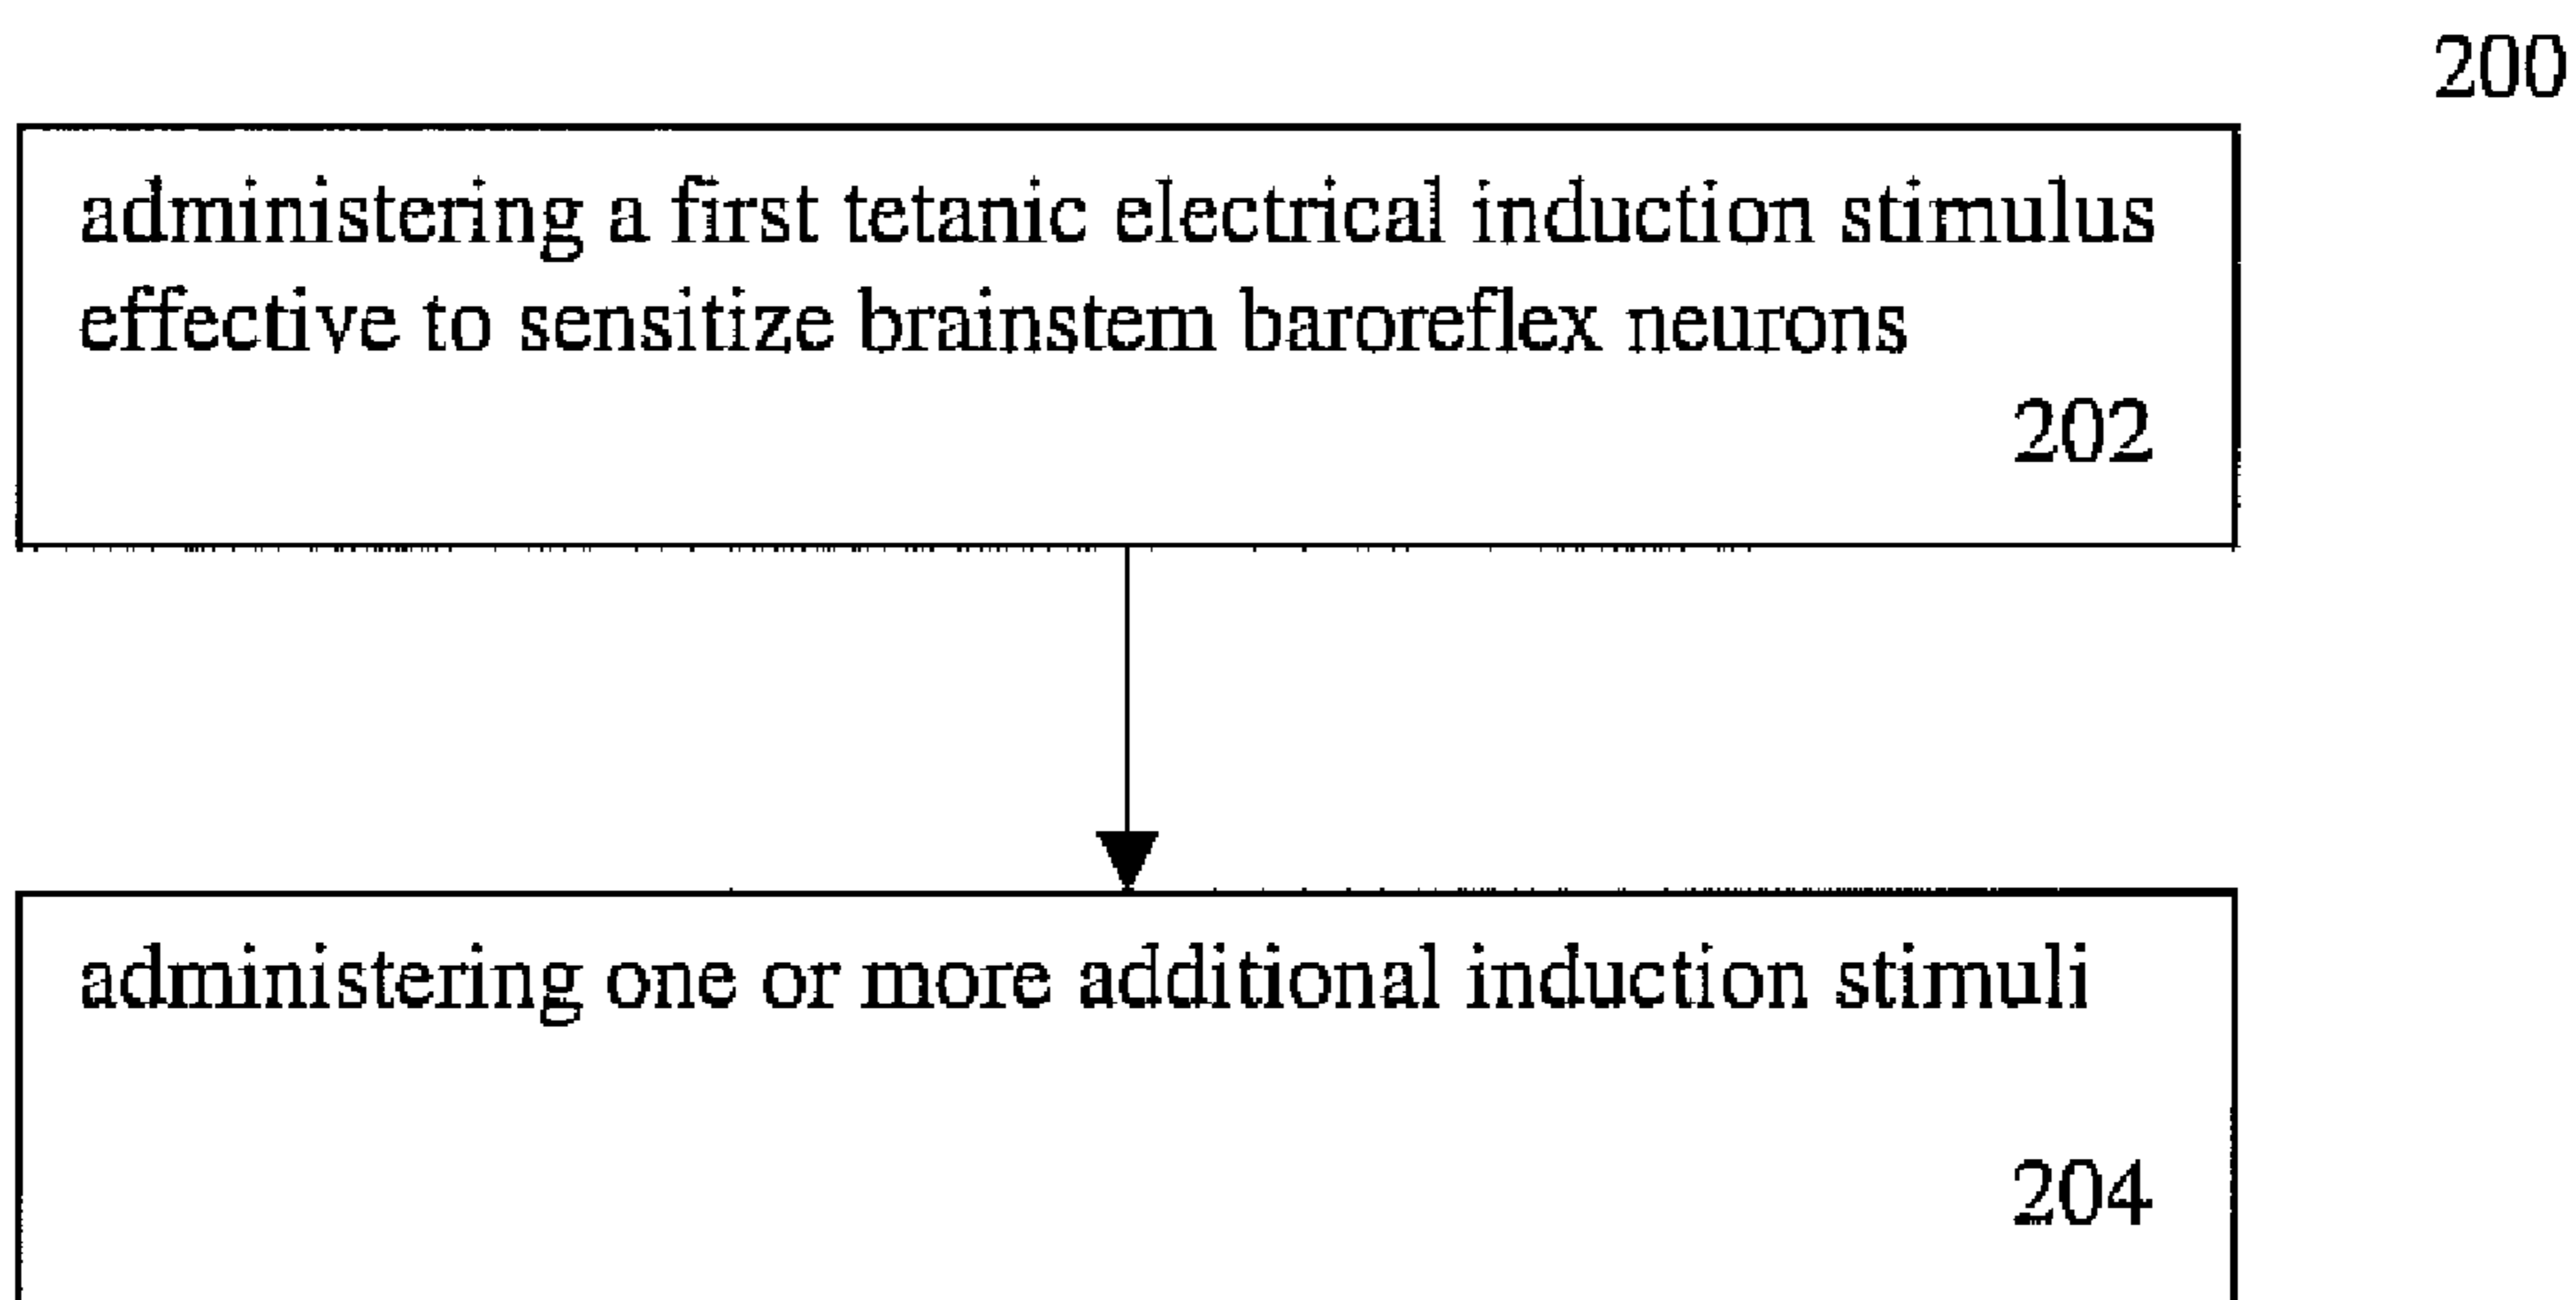 200
administering a first tetanic electrical induction stimulus
effective to sensitize brainstem baroreflex neurons
202
administering one or more additional induction stimuli
204